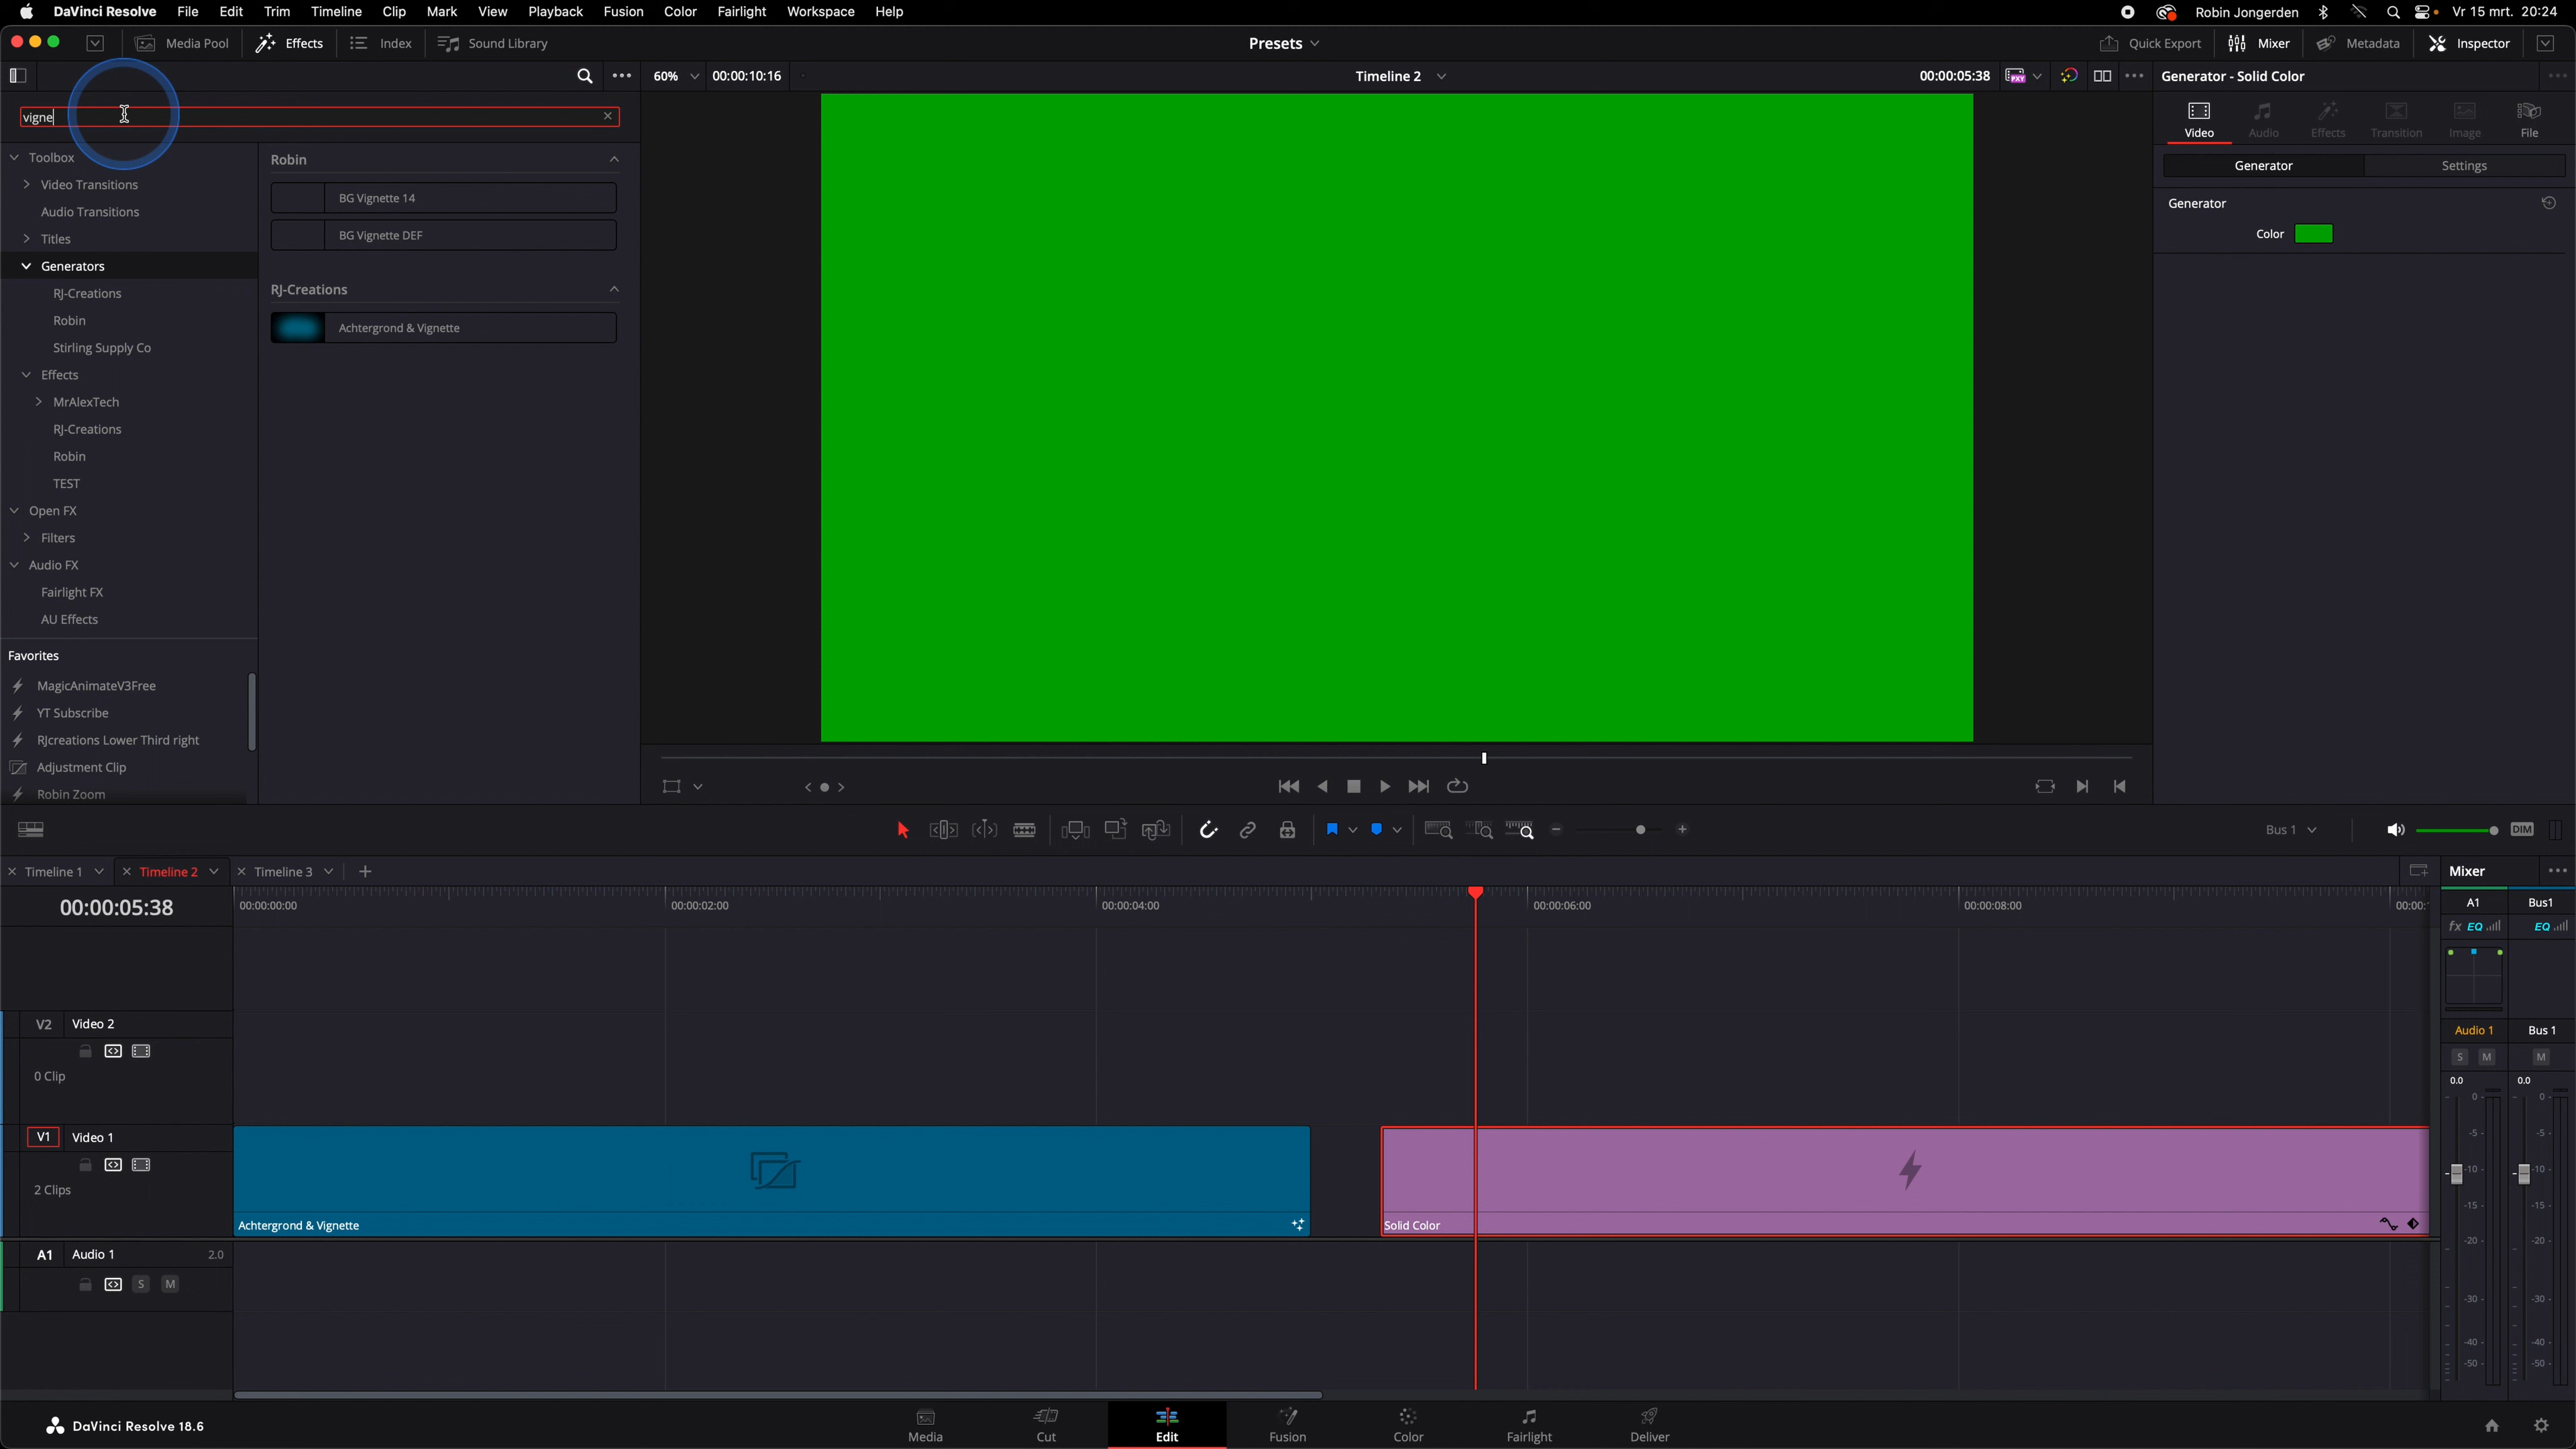 DaVinci Resolve File Edit Trim Timeline Clip Mark View Playback Fusion Color Fairlight Workspace Help Robin Jongerden Vr 15 mrt. 20:24
Media Pool Effects Index Sound Library Presets Quick Export Mixer Metadata Inspector
60% 00:00:10:16 Timeline 2 00:00:05:38 PXY Generator - Solid Color
vigne
Video Audio Effects Transition Image File
Generator Settings
Generator
Color
Toolbox
Video Transitions
Audio Transitions
Titles
Generators
RJ-Creations
Robin
Stirling Supply Co
Effects
MrAlexTech
RJ-Creations
Robin
TEST
Open FX
Filters
Audio FX
Fairlight FX
AU Effects
Favorites
MagicAnimateV3Free
YT Subscribe
RJcreations Lower Third right
Adjustment Clip
Robin Zoom
Robin
BG Vignette 14
BG Vignette DEF
RJ-Creations
Achtergrond & Vignette
Bus 1 DIM
Timeline 1 Timeline 2 Timeline 3
00:00:05:38
00:00:00:00 00:00:02:00 00:00:04:00 00:00:06:00 00:00:08:00 00:00:
V2 Video 2
0 Clip
V1 Video 1
2 Clips
Achtergrond & Vignette
Solid Color
A1 Audio 1 2.0
S M
Mixer
A1 Bus1
fx EQ EQ
Audio 1 Bus 1
S M M
0.0 0.0
0 0
-5 -5
-10 -10
-15 -15
-20 -20
-30 -30
-40 -40
-50 -50
DaVinci Resolve 18.6
Media Cut Edit Fusion Color Fairlight Deliver